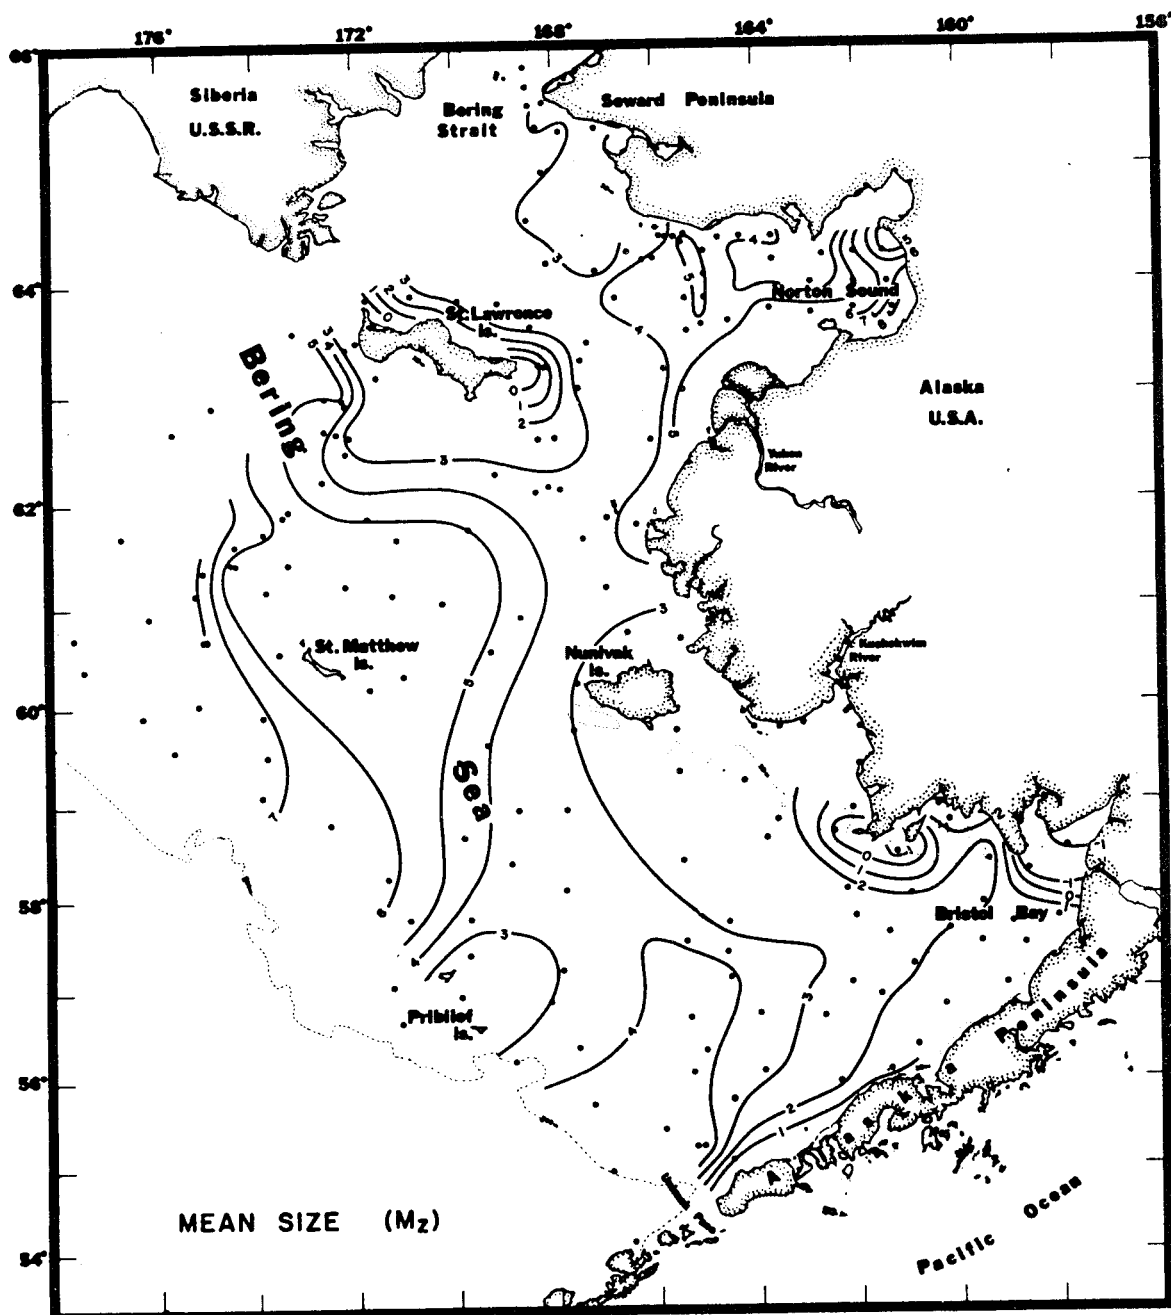 176° 172° 168° 164° 160° 156°
66°
Siberia
U.S.S.R.
Bering
Strait
Seward Peninsula
Norton Sound
64°
St. Lawrence
Is.
Bering
Sea
Alaska
U.S.A.
Yukon
River
62°
St. Matthew
Is.
Nunivak
Is.
Kuskokwim
River
60°
58°
Bristol Bay
Pribilof
Is.
Alaska Peninsula
56°
MEAN SIZE (Mz)
54°
Pacific Ocean